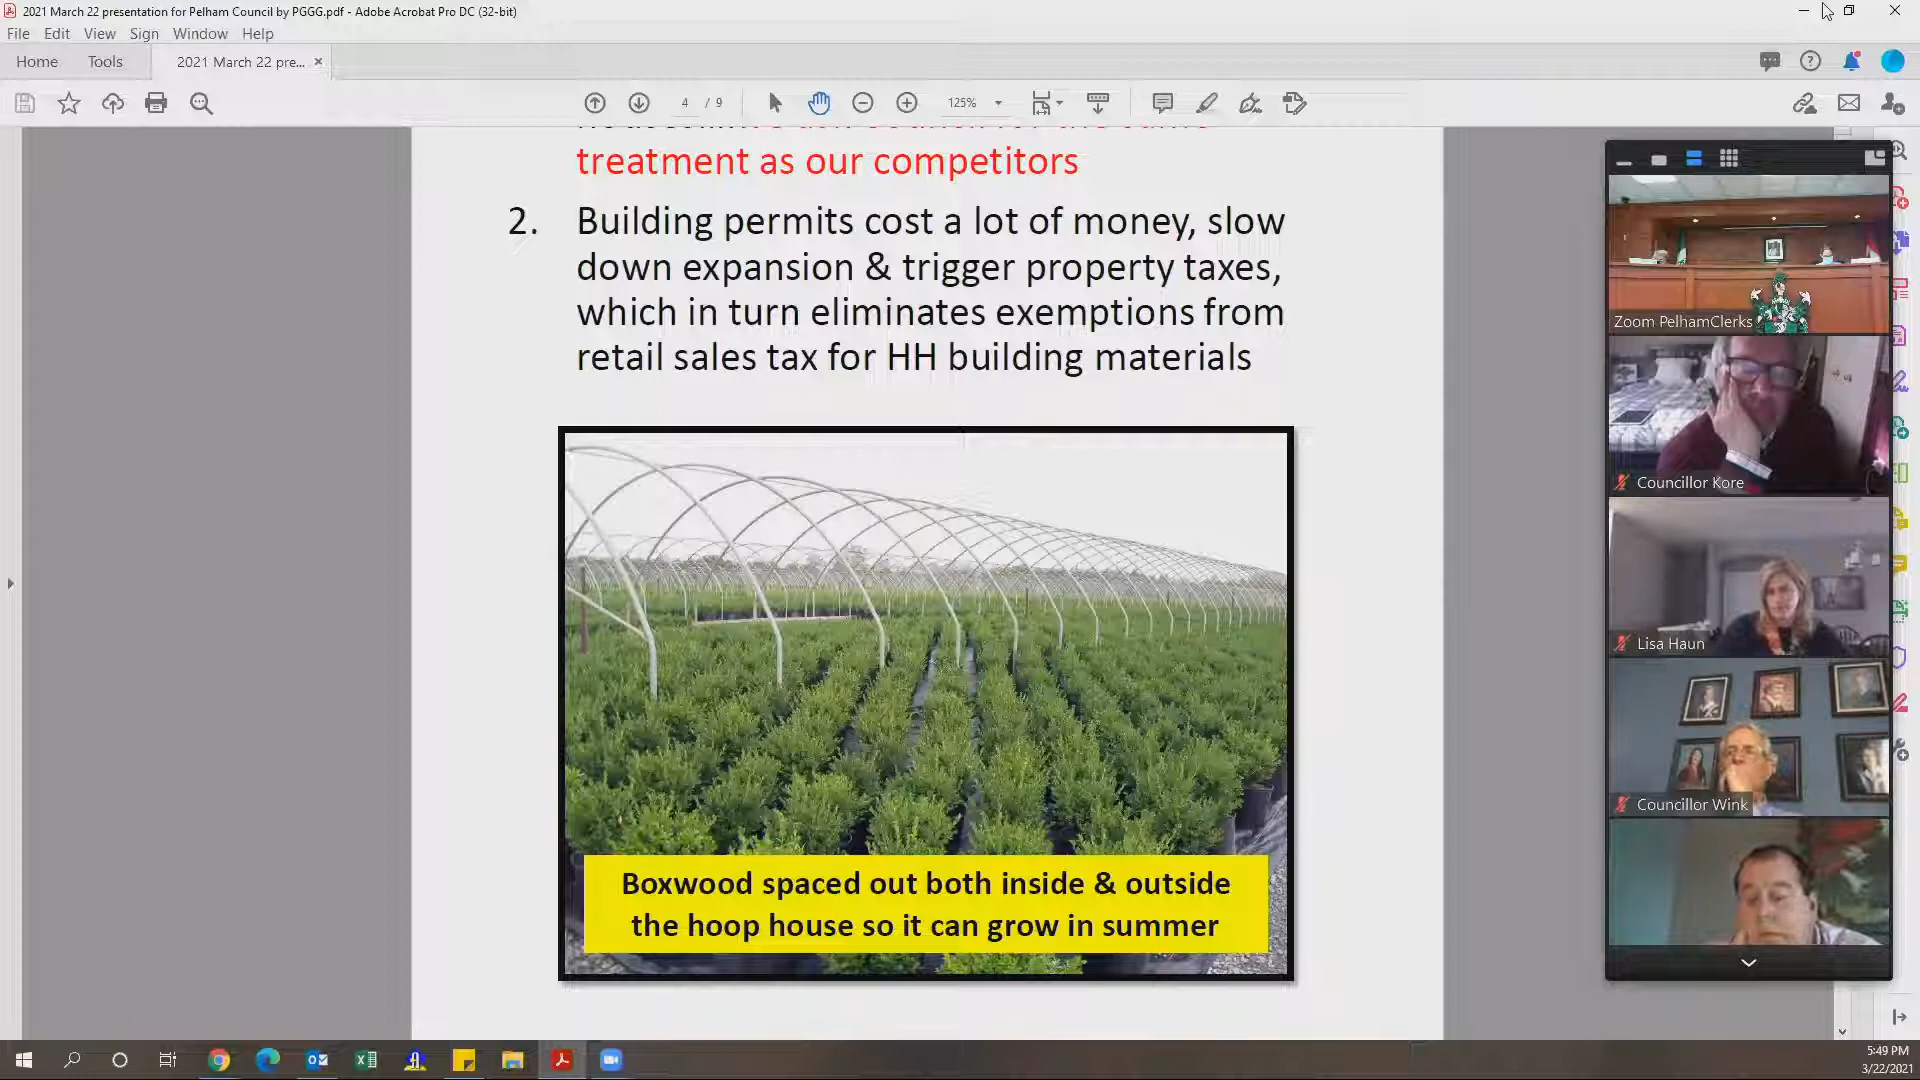 2021 March 22 presentation for Pelham Council by PGGG.pdf - Adobe Acrobat Pro DC (32-bit)
File Edit View Sign Window Help
Home Tools 2021 March 22 pre...
4 / 9 125%
treatment as our competitors
2. Building permits cost a lot of money, slow
down expansion & trigger property taxes,
which in turn eliminates exemptions from
retail sales tax for HH building materials
Boxwood spaced out both inside & outside
the hoop house so it can grow in summer
Zoom PelhamClerks
Councillor Kore
Lisa Haun
Councillor Wink
5:49 PM
3/22/2021